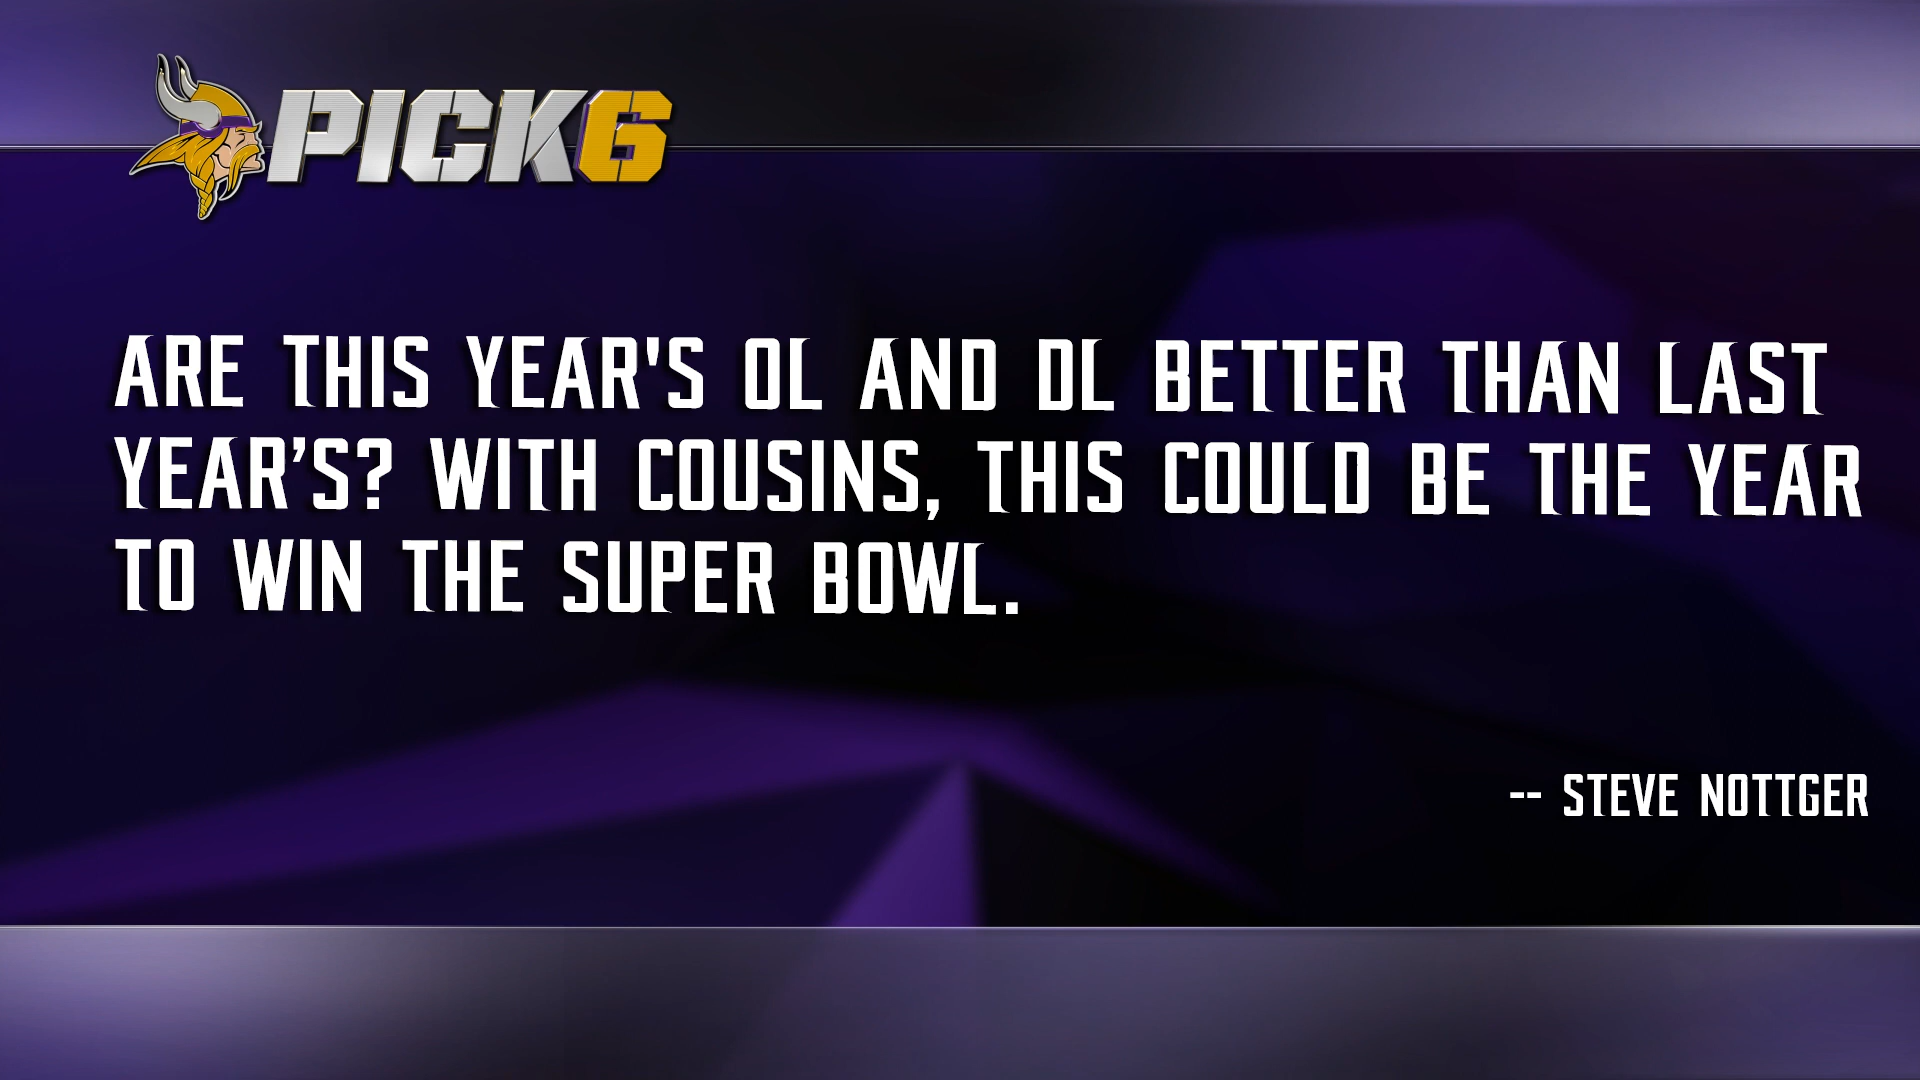 PICK6
ARE THIS YEAR'S OL AND DL BETTER THAN LAST
YEAR’S? WITH COUSINS, THIS COULD BE THE YEAR
TO WIN THE SUPER BOWL.
-- STEVE NOTTGER